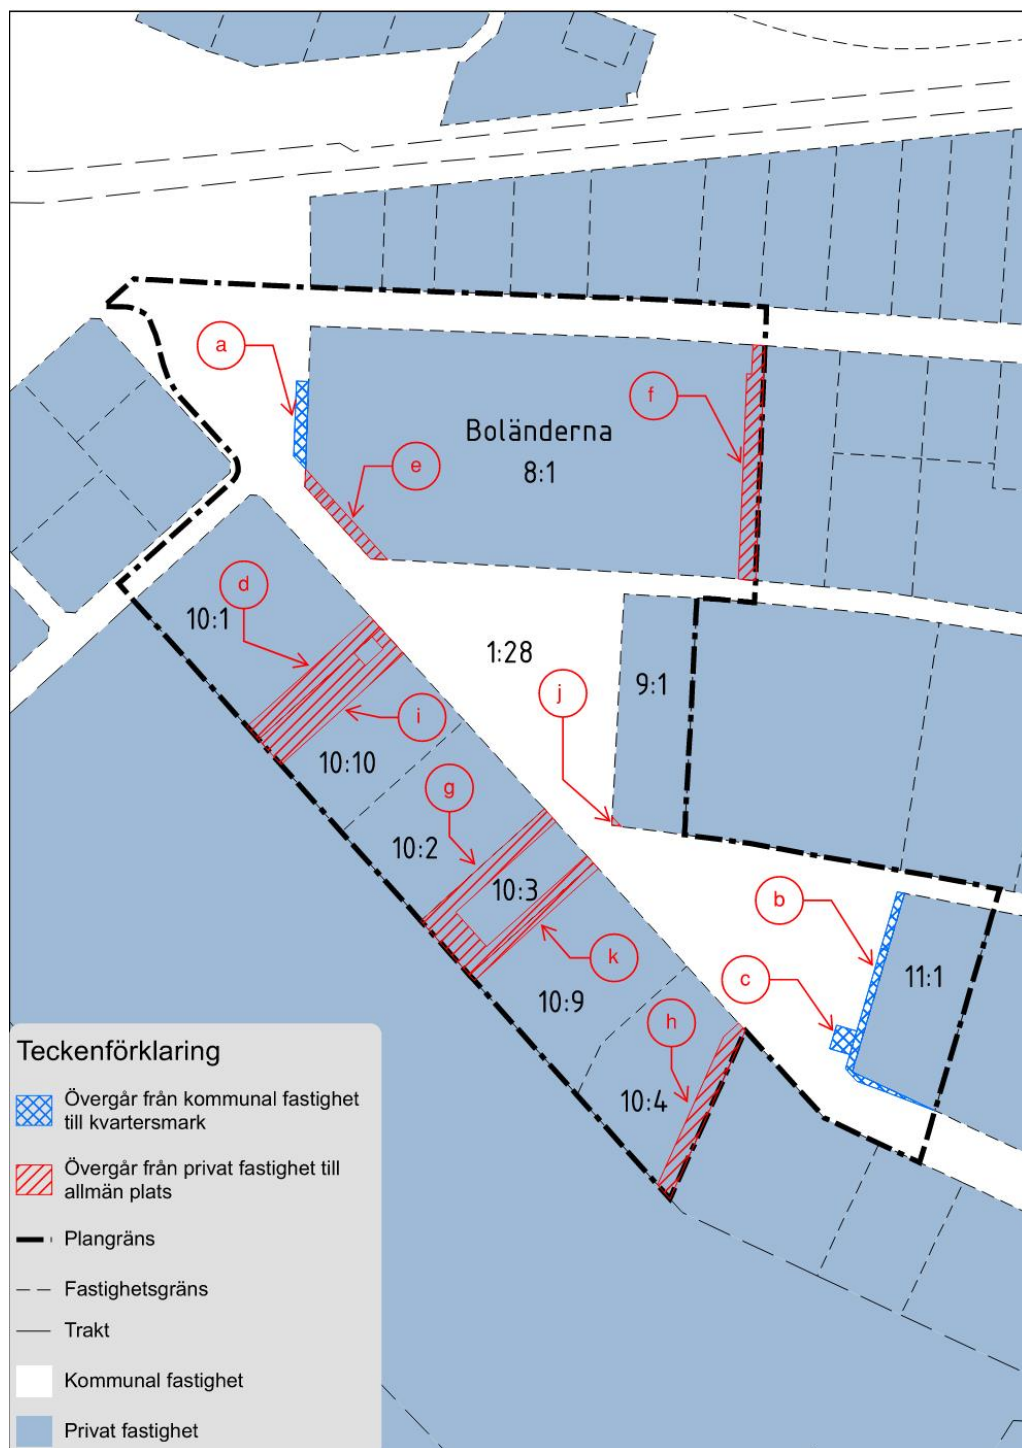 a
f
Boländerna
8:1
e
d
10:1
1:28
9:1
j
i
10:10
g
10:2
10:3
b
k
c
11:1
10:9
h
10:4
Teckenförklaring
Övergår från kommunal fastighet
till kvartersmark
Övergår från privat fastighet till
allmän plats
Plangräns
Fastighetsgräns
Trakt
Kommunal fastighet
Privat fastighet